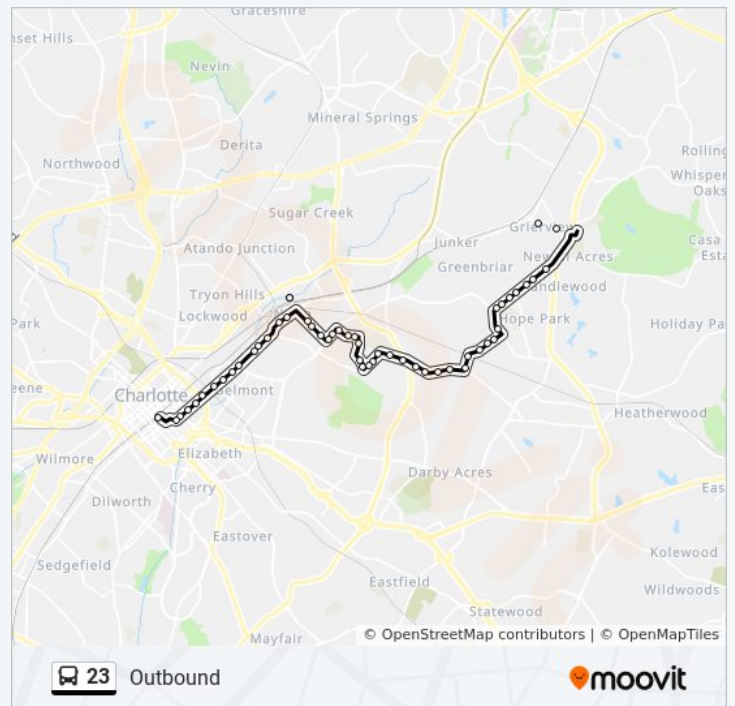 Graceshire
nset Hills
Nevin
Mineral Springs
Derita
Northwood
Rolling
Whisper
Oaks
Sugar Creek
Grierview
Junker
Casa
Esta
Atando Junction
Greenbriar
Newell Acres
Tryon Hills
andlewood
Lockwood
Hope Park
Park
Holiday Pa
eene
Charlotte
Belmont
Heatherwood
Elizabeth
Wilmore
Darby Acres
Cherry
Eas
Dilworth
Eastover
Kolewood
Sedgefield
Eastfield
Wildwoods
Statewood
Mayfair
© OpenStreetMap contributors | © OpenMapTiles
23 Outbound
moovit